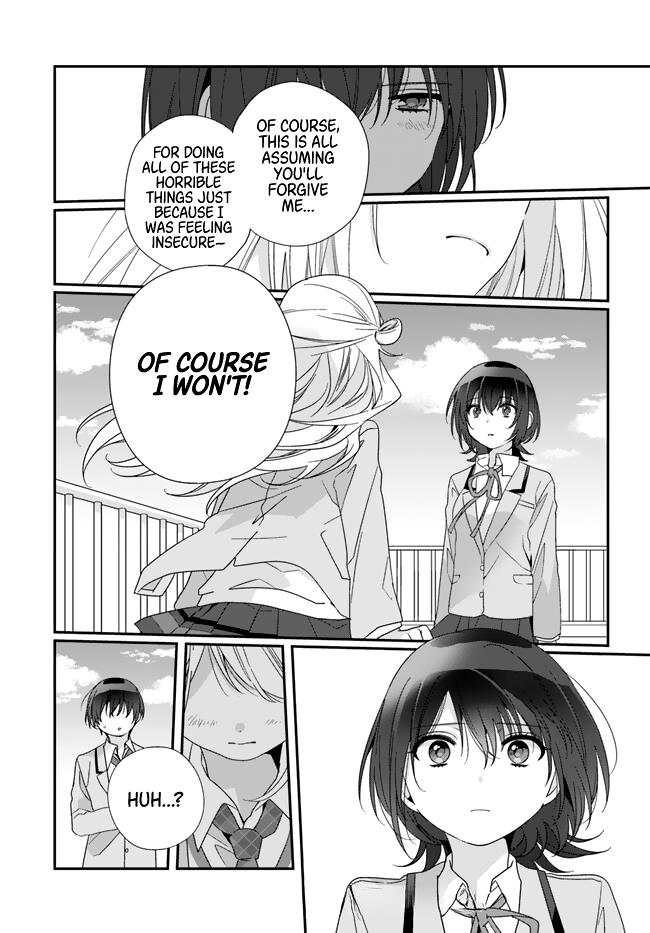 OF COURSE,
THIS IS ALL
ASSUMING
YOU'LL
FORGIVE
ME...
FOR DOING
ALL OF THESE
HORRIBLE
THINGS JUST
BECAUSE I
WAS FEELING
INSECURE~
OF COURSE
I WON'T!
HUH...?